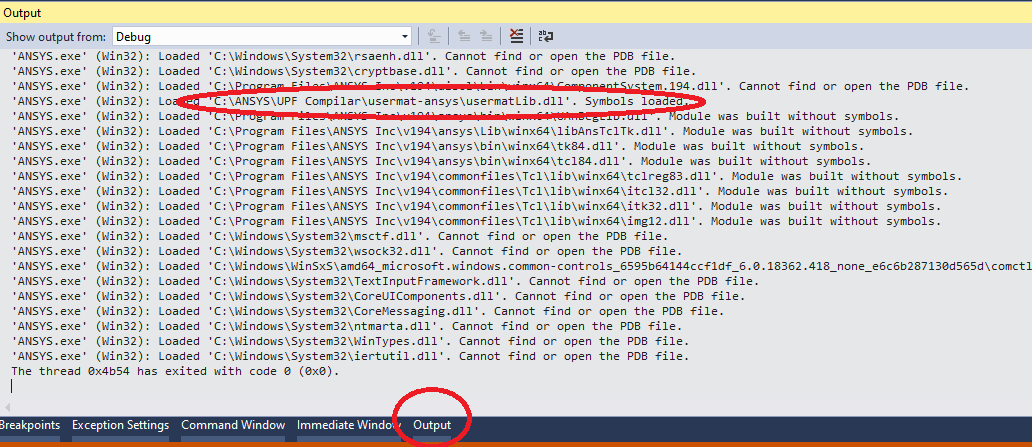 Output
Show output from: Debug
'ANSYS.exe' (Win32): Loaded 'C:\Windows\System32\rsaenh.dll'. Cannot find or open the PDB file.
'ANSYS.exe' (Win32): Loaded 'C:\Windows\System32\cryptbase.dll'. Cannot find or open the PDB file.
'ANSYS.exe' (Win32): Loaded 'C:\Program Files\ANSYS Inc\v194\ \ComponentSystem.194.dll'. Cannot find or open the PDB file.
'ANSYS.exe' (Win32): Loaded 'C:\ANSYS\UPF Compilar\usermat-ansys\usermatLib.dll'. Symbols loaded.
'ANSYS.exe' (Win32): Loaded 'C:\Program Files\ANSYS Inc\v194\ansys\bin\winx64\ Module was built without symbols.
'ANSYS.exe' (Win32): Loaded 'C:\Program Files\ANSYS Inc\v194\ansys\Lib\winx64\libAnsTclTk.dll'. Module was built without symbols.
'ANSYS.exe' (Win32): Loaded 'C:\Program Files\ANSYS Inc\v194\ansys\bin\winx64\tk84.dll'. Module was built without symbols.
'ANSYS.exe' (Win32): Loaded 'C:\Program Files\ANSYS Inc\v194\ansys\bin\winx64\tcl84.dll'. Module was built without symbols.
'ANSYS.exe' (Win32): Loaded 'C:\Program Files\ANSYS Inc\v194\commonfiles\Tcl\lib\winx64\tclreg83.dll'. Module was built without symbols.
'ANSYS.exe' (Win32): Loaded 'C:\Program Files\ANSYS Inc\v194\commonfiles\Tcl\lib\winx64\itcl32.dll'. Module was built without symbols.
'ANSYS.exe' (Win32): Loaded 'C:\Program Files\ANSYS Inc\v194\commonfiles\Tcl\lib\winx64\itk32.dll'. Module was built without symbols.
'ANSYS.exe' (Win32): Loaded 'C:\Program Files\ANSYS Inc\v194\commonfiles\Tcl\lib\winx64\img12.dll'. Module was built without symbols.
'ANSYS.exe' (Win32): Loaded 'C:\Windows\System32\msctf.dll'. Cannot find or open the PDB file.
'ANSYS.exe' (Win32): Loaded 'C:\Windows\System32\wsock32.dll'. Cannot find or open the PDB file.
'ANSYS.exe' (Win32): Loaded 'C:\Windows\WinSxS\amd64_microsoft.windows.common-controls_6595b64144ccf1df_6.0.18362.418_none_e6c6b287130d565d\comctl
'ANSYS.exe' (Win32): Loaded 'C:\Windows\System32\TextInputFramework.dll'. Cannot find or open the PDB file.
'ANSYS.exe' (Win32): Loaded 'C:\Windows\System32\CoreUIComponents.dll'. Cannot find or open the PDB file.
'ANSYS.exe' (Win32): Loaded 'C:\Windows\System32\CoreMessaging.dll'. Cannot find or open the PDB file.
'ANSYS.exe' (Win32): Loaded 'C:\Windows\System32\ntmarta.dll'. Cannot find or open the PDB file.
'ANSYS.exe' (Win32): Loaded 'C:\Windows\System32\WinTypes.dll'. Cannot find or open the PDB file.
'ANSYS.exe' (Win32): Loaded 'C:\Windows\System32\iertutil.dll'. Cannot find or open the PDB file.
The thread 0x4b54 has exited with code 0 (0x0).
Breakpoints Exception Settings Command Window Immediate Window Output